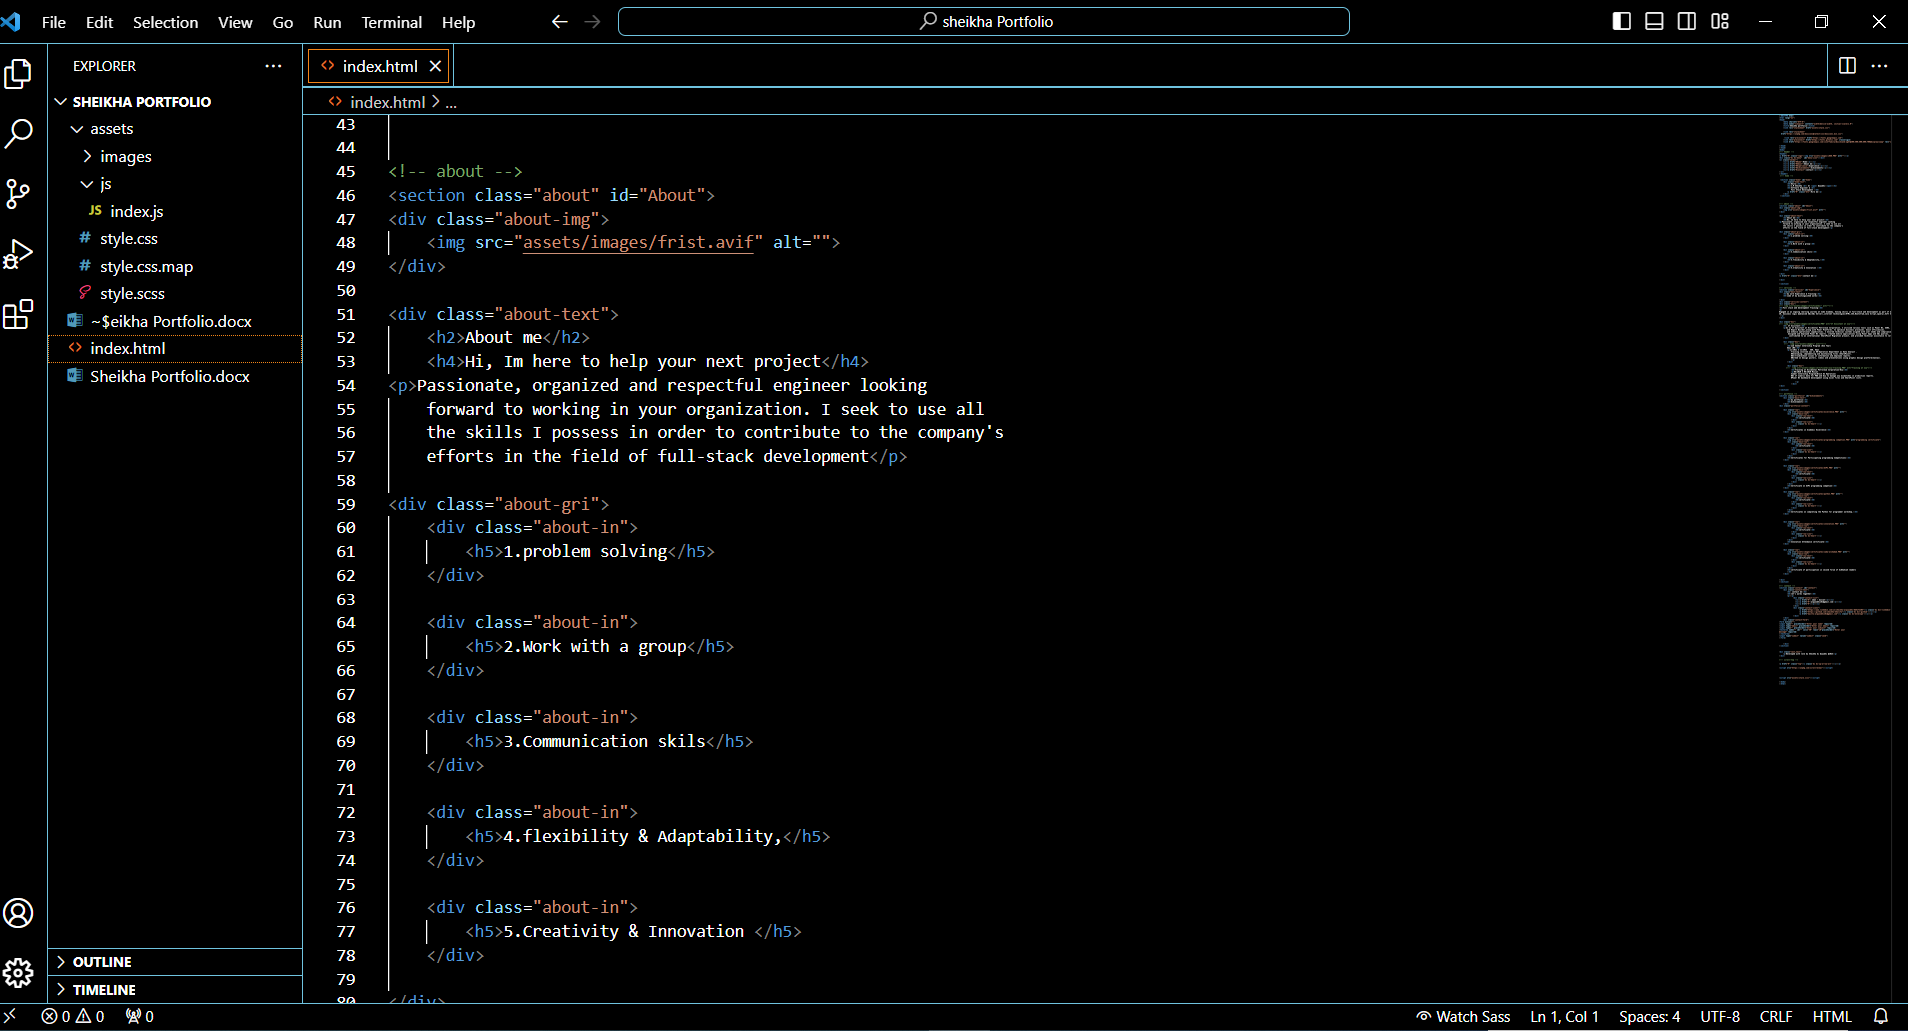 File Edit Selection View Go Run Terminal Help
sheikha Portfolio
EXPLORER
SHEIKHA PORTFOLIO
assets
images
js
JS index.js
# style.css
# style.css.map
style.scss
~$eikha Portfolio.docx
<> index.html
Sheikha Portfolio.docx
OUTLINE
TIMELINE
<> index.html
<> index.html > ...
43
44
45 <!-- about -->
46 <section class="about" id="About">
47 <div class="about-img">
48 <img src="assets/images/frist.avif" alt="">
49 </div>
50
51 <div class="about-text">
52 <h2>About me</h2>
53 <h4>Hi, Im here to help your next project</h4>
54 <p>Passionate, organized and respectful engineer looking
55 forward to working in your organization. I seek to use all
56 the skills I possess in order to contribute to the company's
57 efforts in the field of full-stack development</p>
58
59 <div class="about-gri">
60 <div class="about-in">
61 <h5>1.problem solving</h5>
62 </div>
63
64 <div class="about-in">
65 <h5>2.Work with a group</h5>
66 </div>
67
68 <div class="about-in">
69 <h5>3.Communication skils</h5>
70 </div>
71
72 <div class="about-in">
73 <h5>4.flexibility & Adaptability,</h5>
74 </div>
75
76 <div class="about-in">
77 <h5>5.Creativity & Innovation </h5>
78 </div>
79
80 </div>
0 0 0
Watch Sass Ln 1, Col 1 Spaces: 4 UTF-8 CRLF HTML